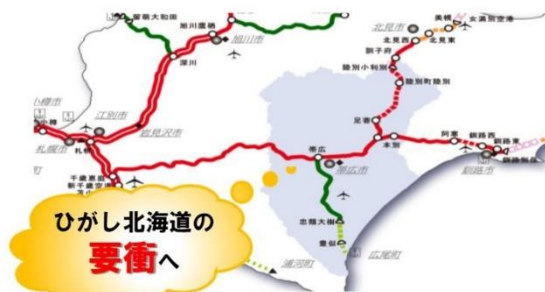 留萌大和田
旭川鷹栖
旭川市
深川
北見市
美幌
女満別空港
北見西
北見東
訓子府
陸別小利別
陸別町陸別
小樽市
小樽
江別市
岩見沢市
札幌市
札幌
千歳恵庭
新千歳空港
足寄
本別
阿寒
釧路西
釧路東
釧路市
帯広
帯広市
忠類大樹
豊似
広尾町
浦河町
ひがし北海道の
要衝へ